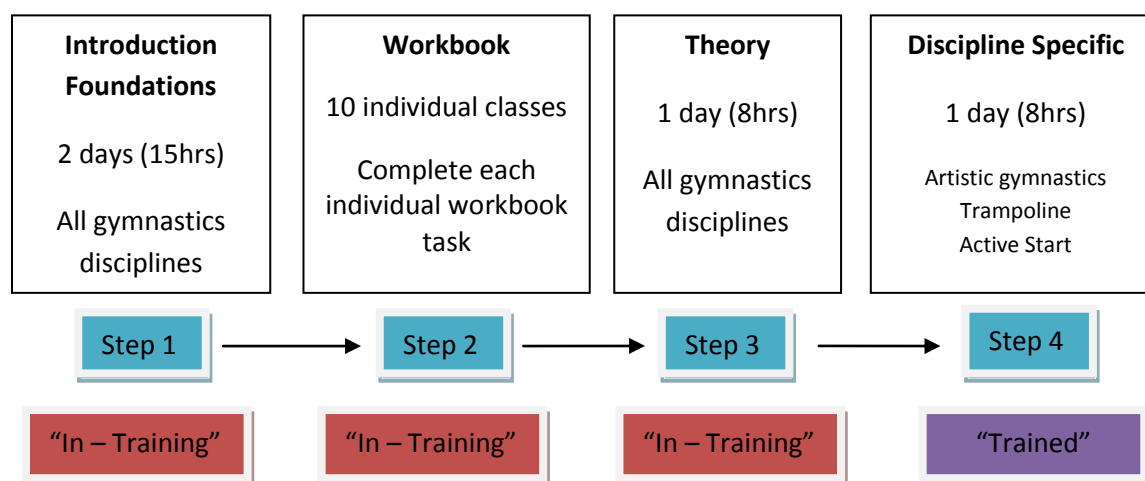 Introduction
Foundations
2 days (15hrs)
All gymnastics
disciplines
Workbook
10 individual classes
Complete each
individual workbook
task
Theory
1 day (8hrs)
All gymnastics
disciplines
Discipline Specific
1 day (8hrs)
Artistic gymnastics
Trampoline
Active Start
Step 1
Step 2
Step 3
Step 4
“In – Training”
“In – Training”
“In – Training”
“Trained”